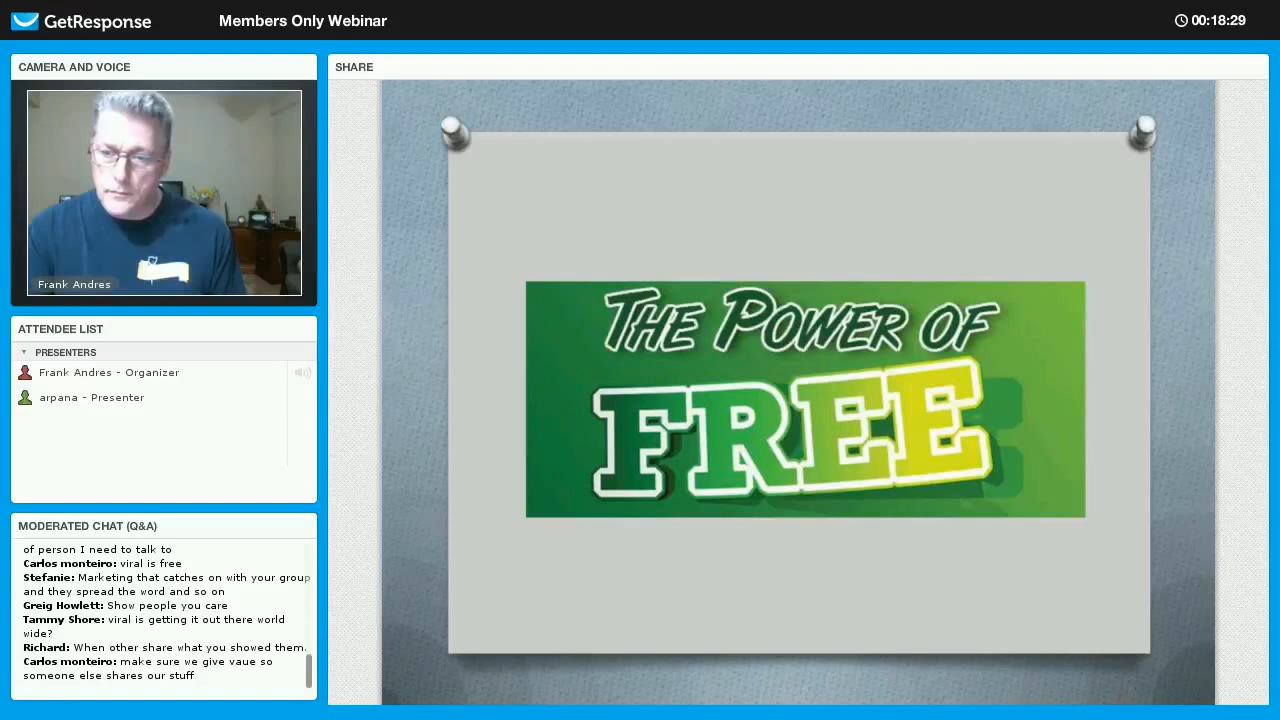 GetResponse
Members Only Webinar
00:18:29
CAMERA AND VOICE
Frank Andres
ATTENDEE LIST
PRESENTERS
Frank Andres - Organizer
arpana - Presenter
MODERATED CHAT (Q&A)
of person I need to talk to
Carlos monteiro: viral is free
Stefanie: Marketing that catches on with your group
and they spread the word and so on
Greig Howlett: Show people you care
Tammy Shore: viral is getting it out there world
wide?
Richard: When other share what you showed them.
Carlos monteiro: make sure we give vaue so
someone else shares our stuff
SHARE
THE POWER OF
FREE